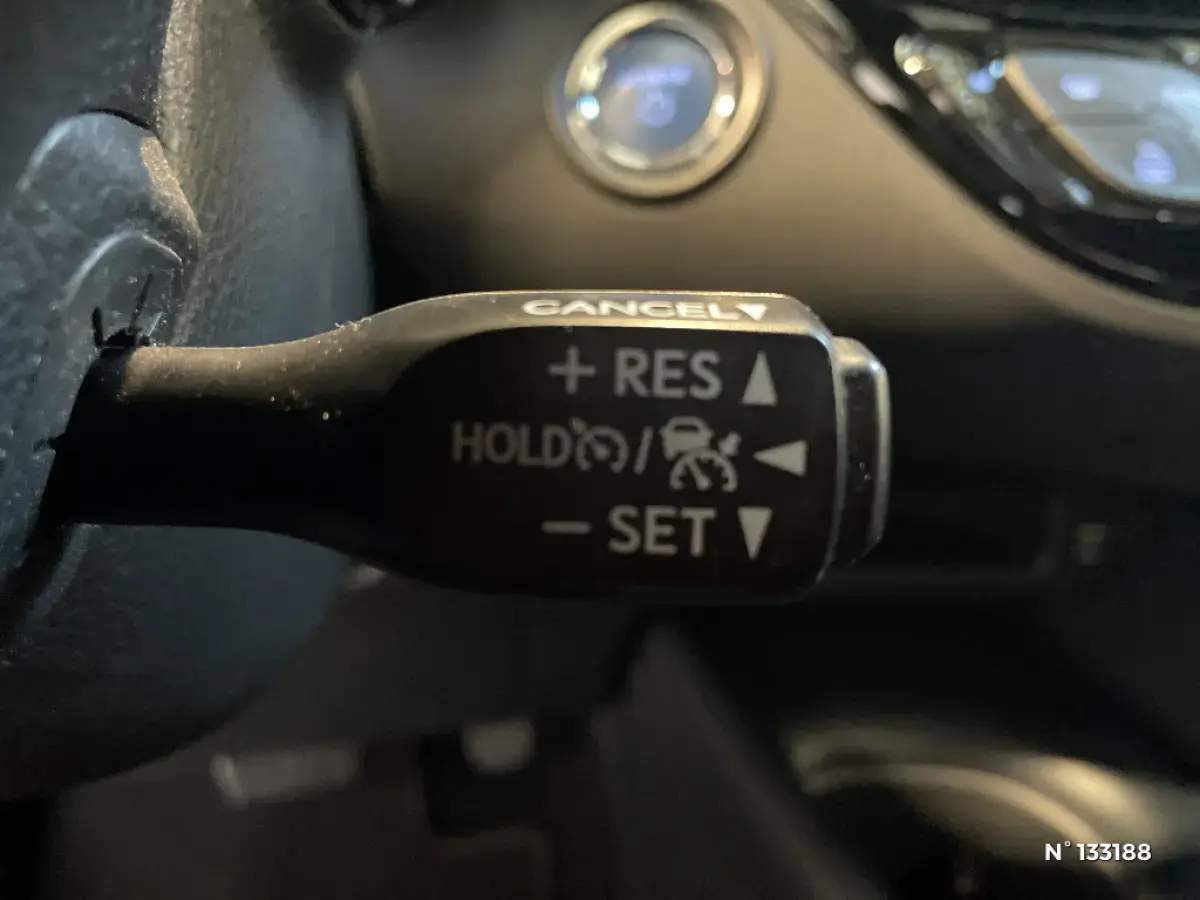 CANCEL▼
+ RES ▲
HOLD / ◄
− SET ▼
N° 133188